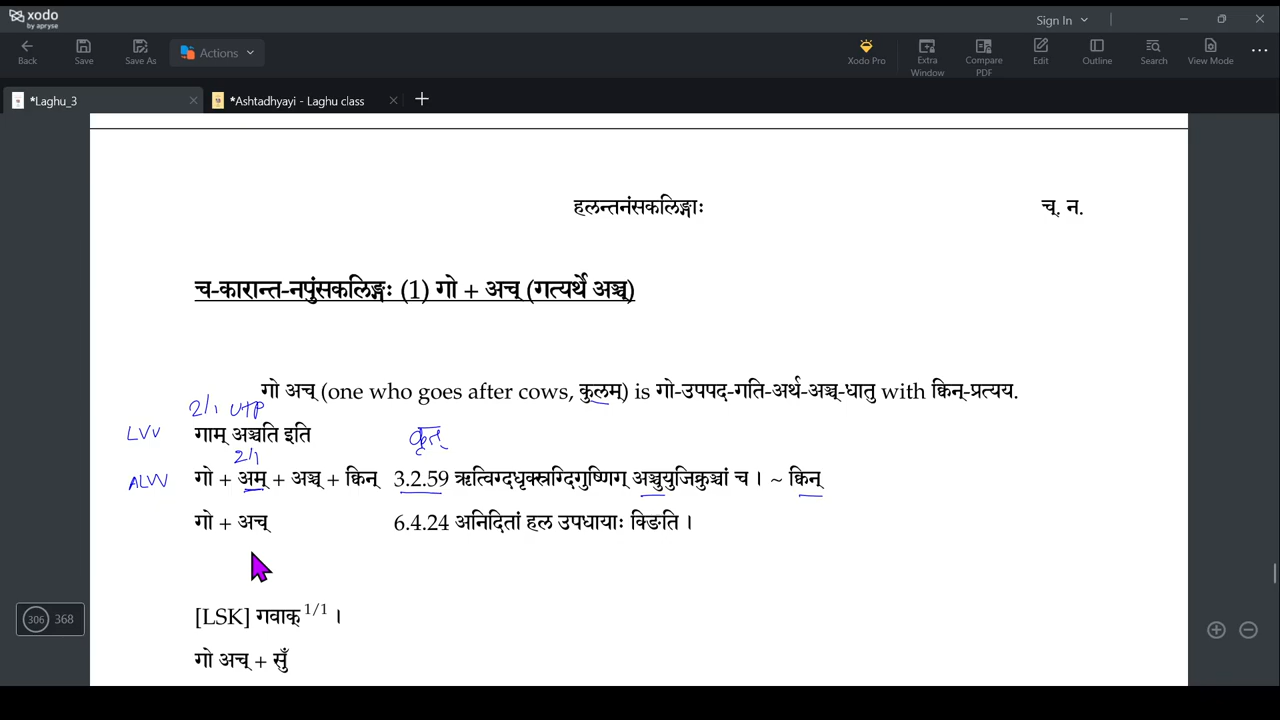 xodo
by apryse
Sign In
Back Save Save As Actions Xodo Pro Extra Window Compare PDF Edit Outline Search View Mode
*Laghu_3 *Ashtadhyayi - Laghu class
हलन्तनंसकलिङ्गाः च्. न.
च-कारान्त-नपुंसकलिङ्गः (1) गो + अच् (गत्यर्थे अञ्च्)
गो अच् (one who goes after cows, कुलम्) is गो-उपपद-गति-अर्थ-अञ्च्-धातु with क्विन्-प्रत्यय.
2/1 UTP
LVV गाम् अञ्चति इति कृत्
2/1
ALVV गो + अम् + अञ्च् + क्विन् 3.2.59 ऋत्विग्दधृक्स्रग्दिगुष्णिग् अञ्चुयुजिक्रुञ्चां च । ~ क्विन्
गो + अच् 6.4.24 अनिदितां हल उपधायाः क्ङिति ।
306 368
[LSK] गवाक् 1/1 ।
गो अच् + सुँ